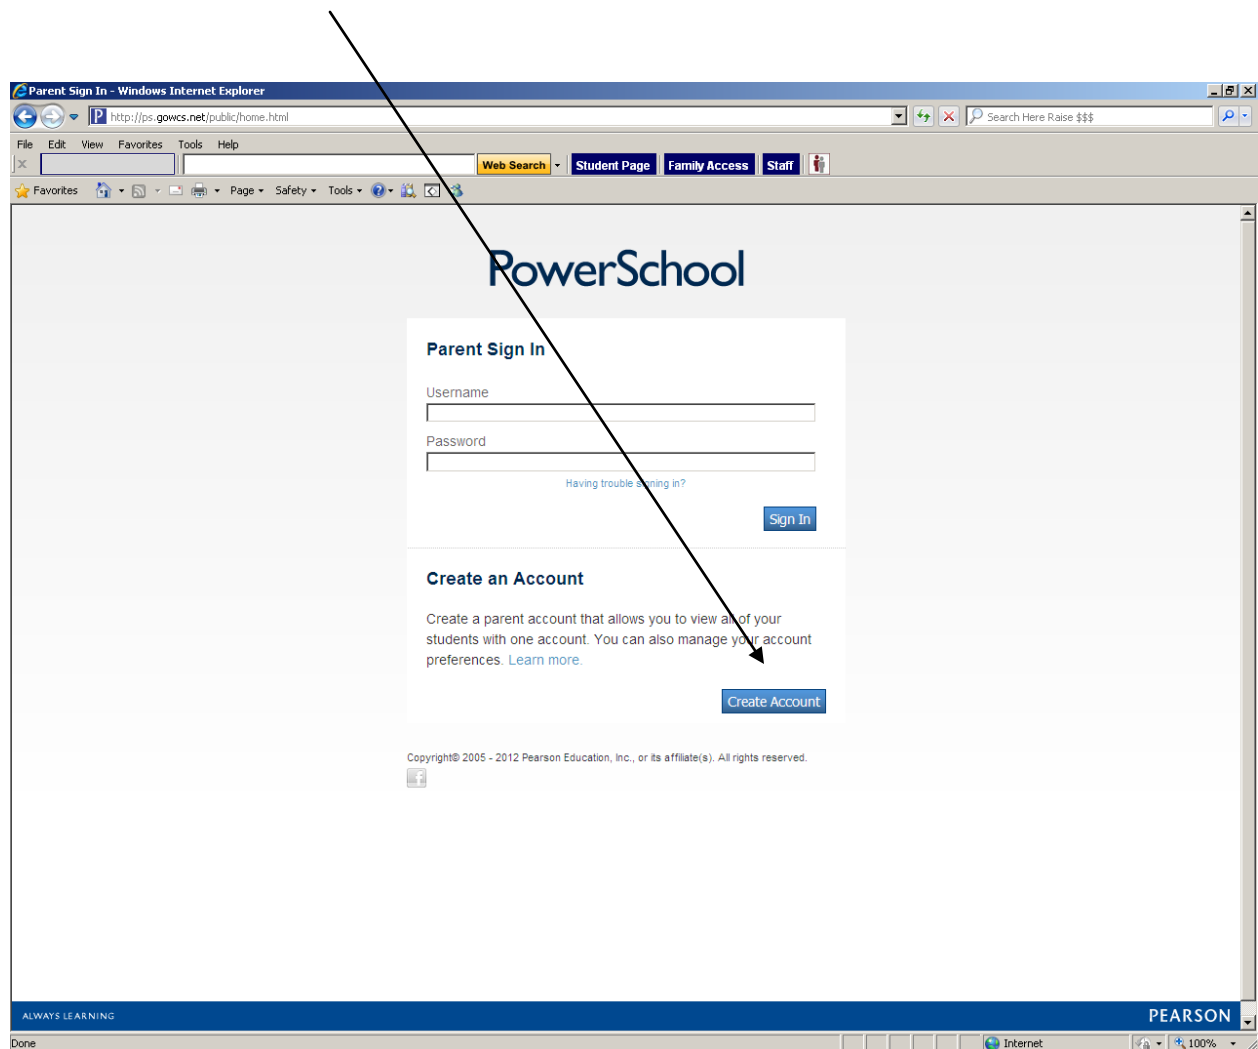 Parent Sign In - Windows Internet Explorer
http://ps.gowcs.net/public/home.html
Search Here Raise $$$
File Edit View Favorites Tools Help
Web Search Student Page Family Access Staff
Favorites Page Safety Tools
PowerSchool
Parent Sign In
Username
Password
Having trouble signing in?
Sign In
Create an Account
Create a parent account that allows you to view all of your
students with one account. You can also manage your account
preferences. Learn more.
Create Account
Copyright© 2005 - 2012 Pearson Education, Inc., or its affiliate(s). All rights reserved.
ALWAYS LEARNING
PEARSON
Done
Internet
100%